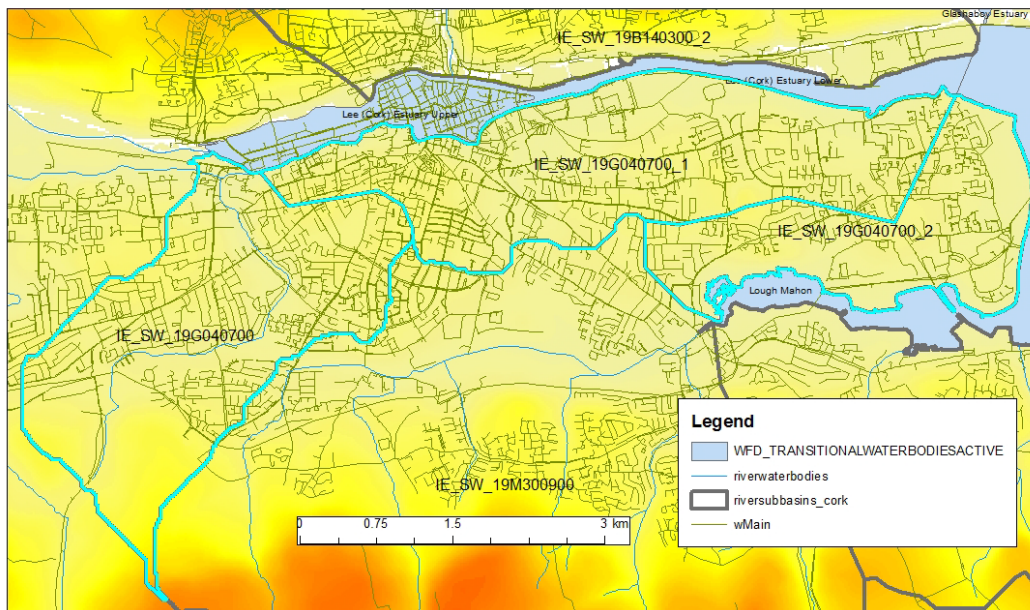 Glashaboy Estuary
IE_SW_19B140300_2
Lee (Cork) Estuary Lower
Lee (Cork) Estuary Upper
IE_SW_19G040700_1
IE_SW_19G040700_2
Lough Mahon
IE_SW_19G040700
IE_SW_19M300900
0 0.75 1.5 3 km
Legend
WFD_TRANSITIONALWATERBODIESACTIVE
riverwaterbodies
riversubbasins_cork
wMain